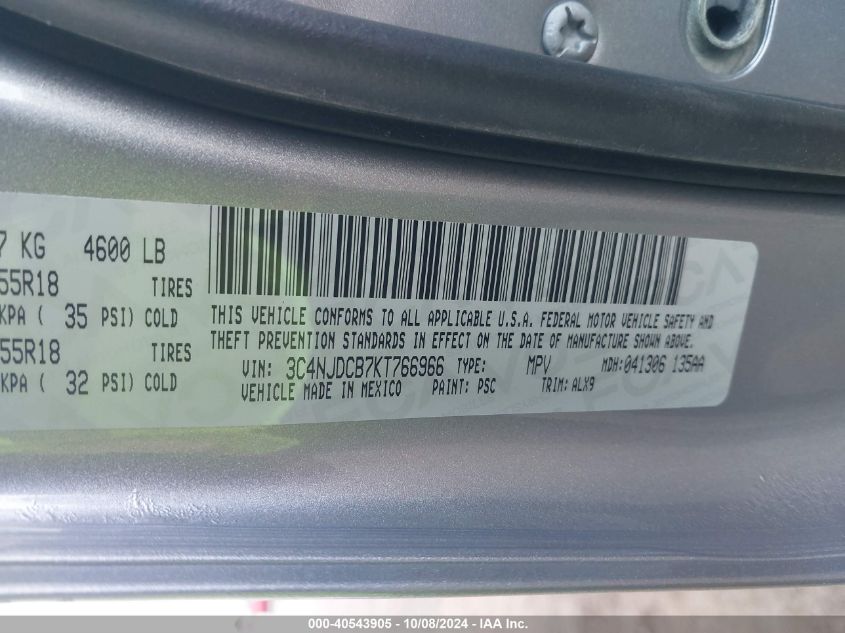 7 KG 4600 LB
55R18 TIRES
KPA ( 35 PSI) COLD
55R18 TIRES
KPA ( 32 PSI) COLD
THIS VEHICLE CONFORMS TO ALL APPLICABLE U.S.A. FEDERAL MOTOR VEHICLE SAFETY AND
THEFT PREVENTION STANDARDS IN EFFECT ON THE DATE OF MANUFACTURE SHOWN ABOVE.
VIN: 3C4NJDCB7KT766966 TYPE: MPV MDH:041306 135AA
VEHICLE MADE IN MEXICO PAINT: PSC TRIM: ALX9
000-40543905 - 10/08/2024 - IAA Inc.